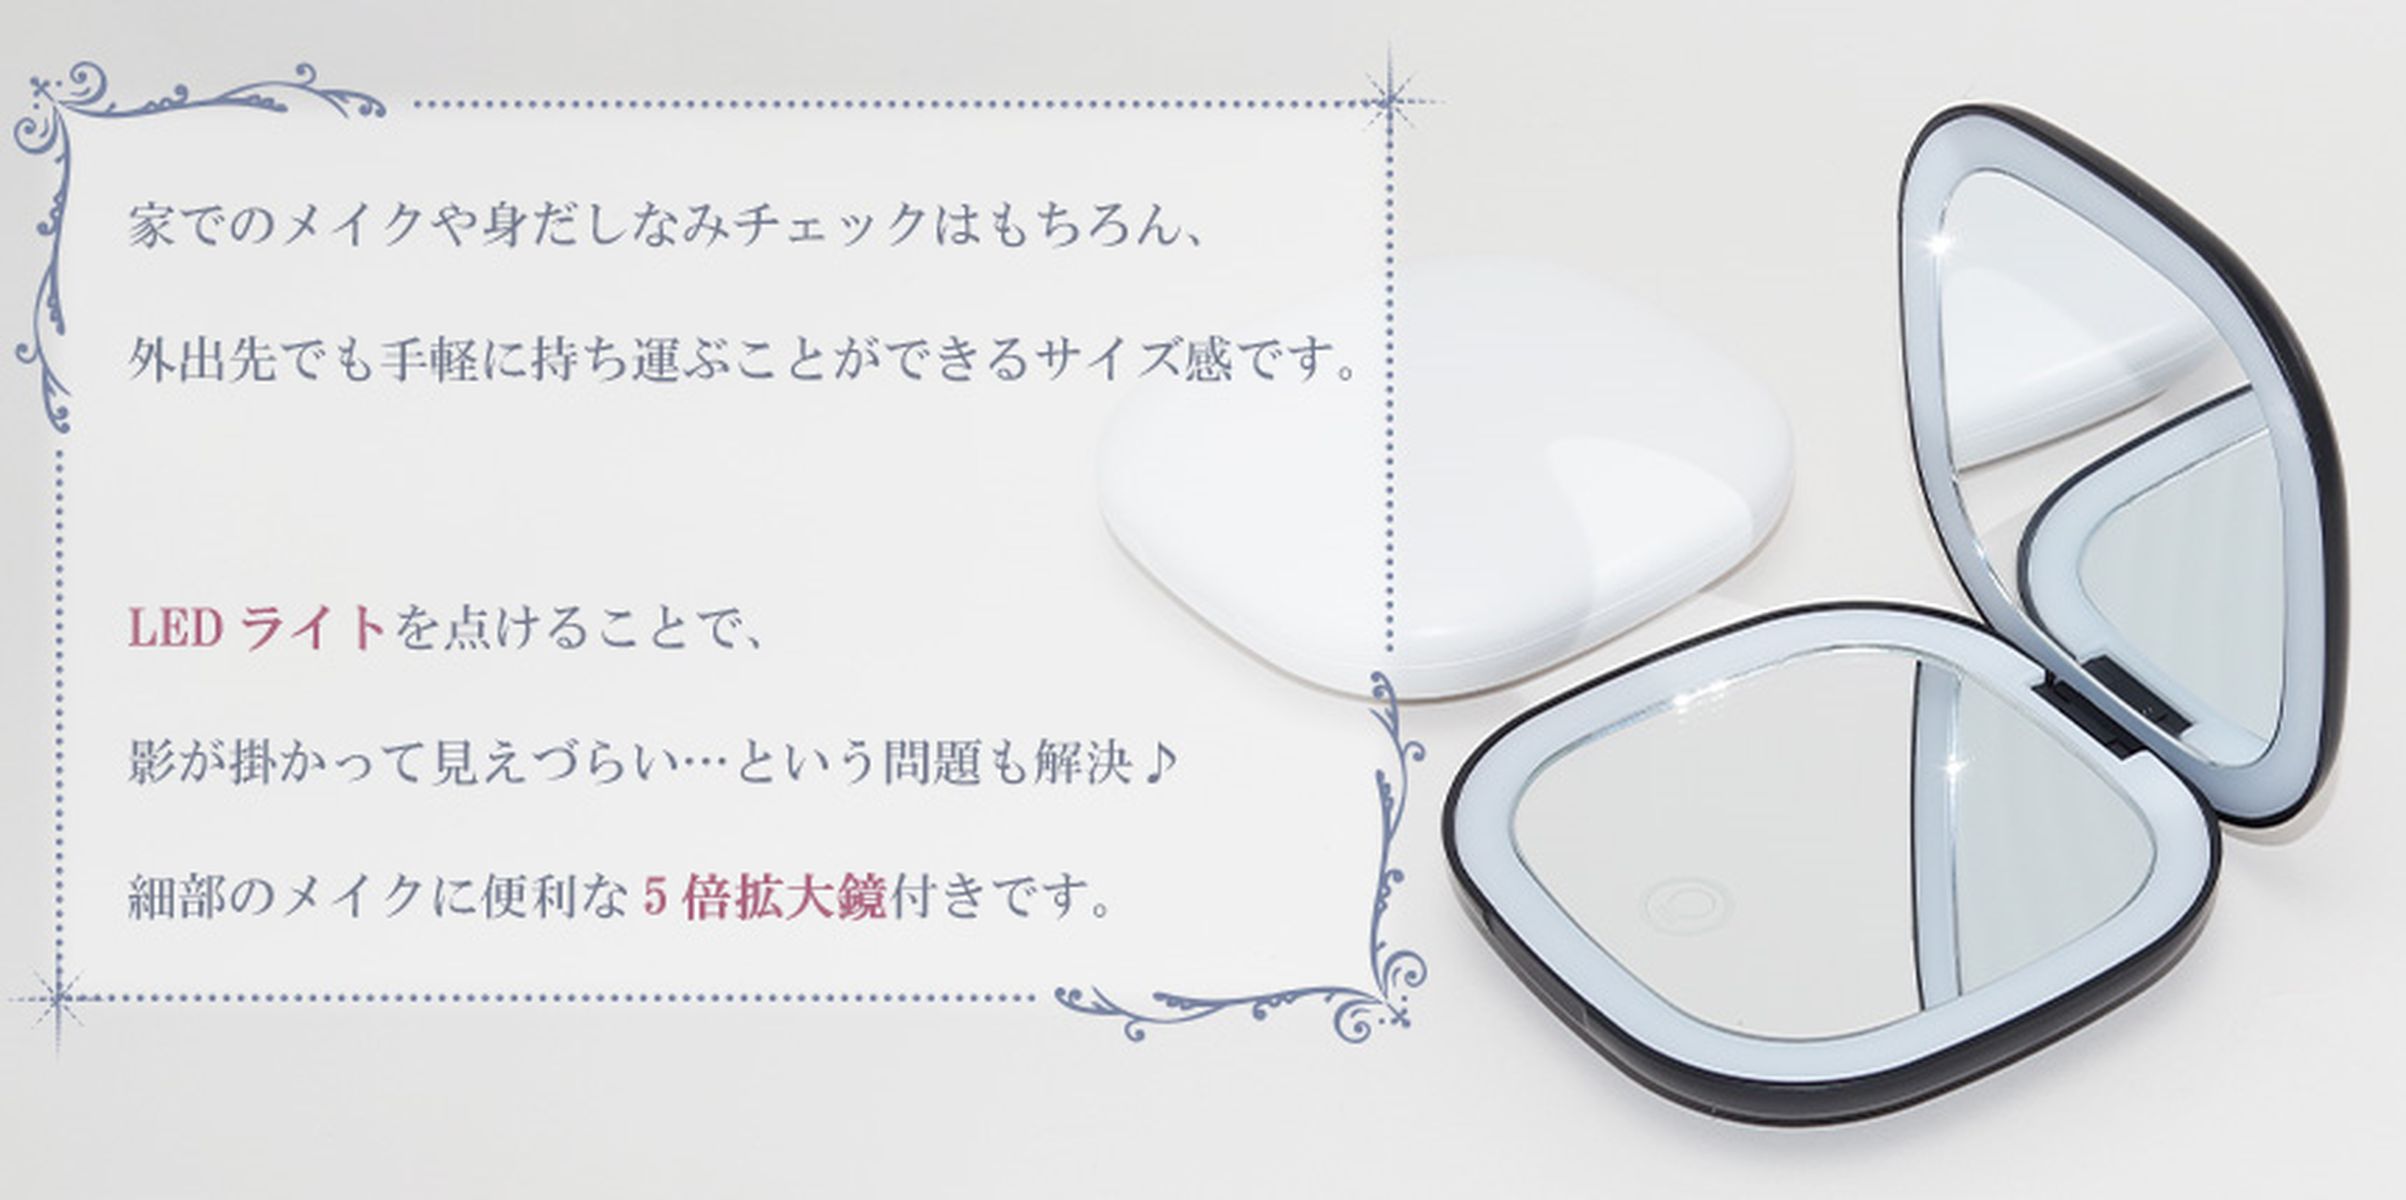 家でのメイクや身だしなみチェックはもちろん、
外出先でも手軽に持ち運ぶことができるサイズ感です。
LED ライトを点けることで、
影が掛かって見えづらい…という問題も解決♪
細部のメイクに便利な 5 倍拡大鏡付きです。